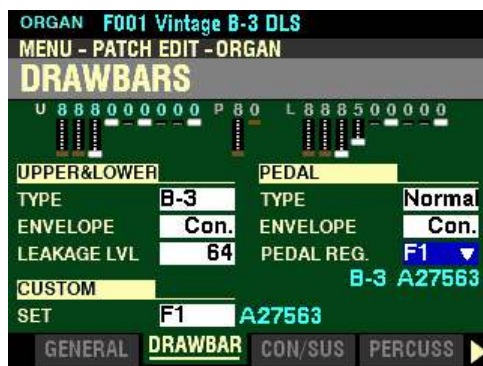 ORGAN F001 Vintage B-3 DLS
MENU - PATCH EDIT - ORGAN
DRAWBARS
U 888000000 P 80 L 888500000
UPPER&LOWER PEDAL
TYPE B-3 TYPE Normal
ENVELOPE Con. ENVELOPE Con.
LEAKAGE LVL 64 PEDAL REG. F1
B-3 A27563
CUSTOM
SET F1 A27563
GENERAL DRAWBAR CON/SUS PERCUSS